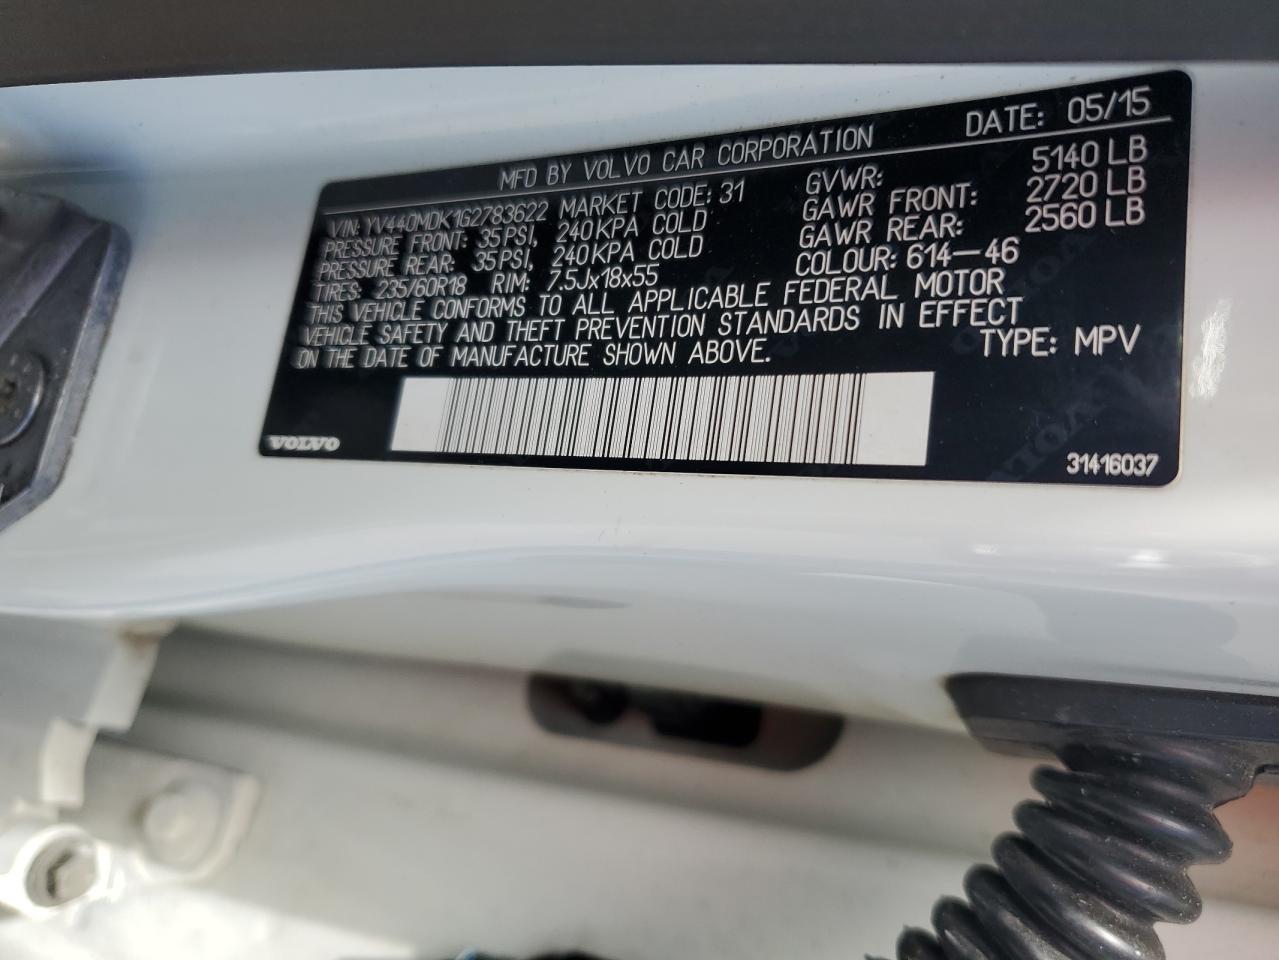 MFD BY VOLVO CAR CORPORATION DATE: 05/15
VIN: YV440MDK1G2783622 MARKET CODE: 31 GVWR: 5140 LB
PRESSURE FRONT: 35 PSI, 240 KPA COLD GAWR FRONT: 2720 LB
PRESSURE REAR: 35 PSI, 240 KPA COLD GAWR REAR: 2560 LB
TIRES: 235/60R18 RIM: 7.5Jx18x55 COLOUR: 614-46
THIS VEHICLE CONFORMS TO ALL APPLICABLE FEDERAL MOTOR
VEHICLE SAFETY AND THEFT PREVENTION STANDARDS IN EFFECT
ON THE DATE OF MANUFACTURE SHOWN ABOVE. TYPE: MPV
VOLVO
31416037